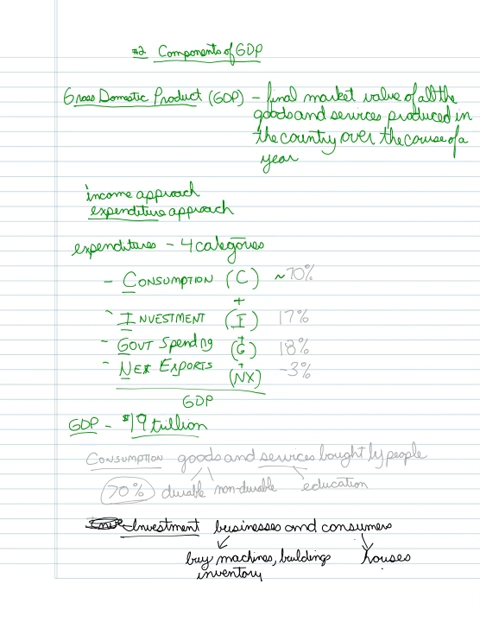 #2 Components of GDP
Gross Domestic Product (GDP) - final market value of all the
goods and services produced in
the country over the course of a
year
income approach
expenditure approach
expenditures - 4 categories
- CONSUMPTION (C) ~70%
+
- INVESTMENT (I) 17%
+
- GOVT Spending (G) 18%
+
- NEX EXPORTS (NX) -3%
GDP
GDP - $19 trillion
CONSUMPTION goods and services bought by people
70% durable non-durable education
Investment businesses and consumers
buy machines, buildings houses
inventory